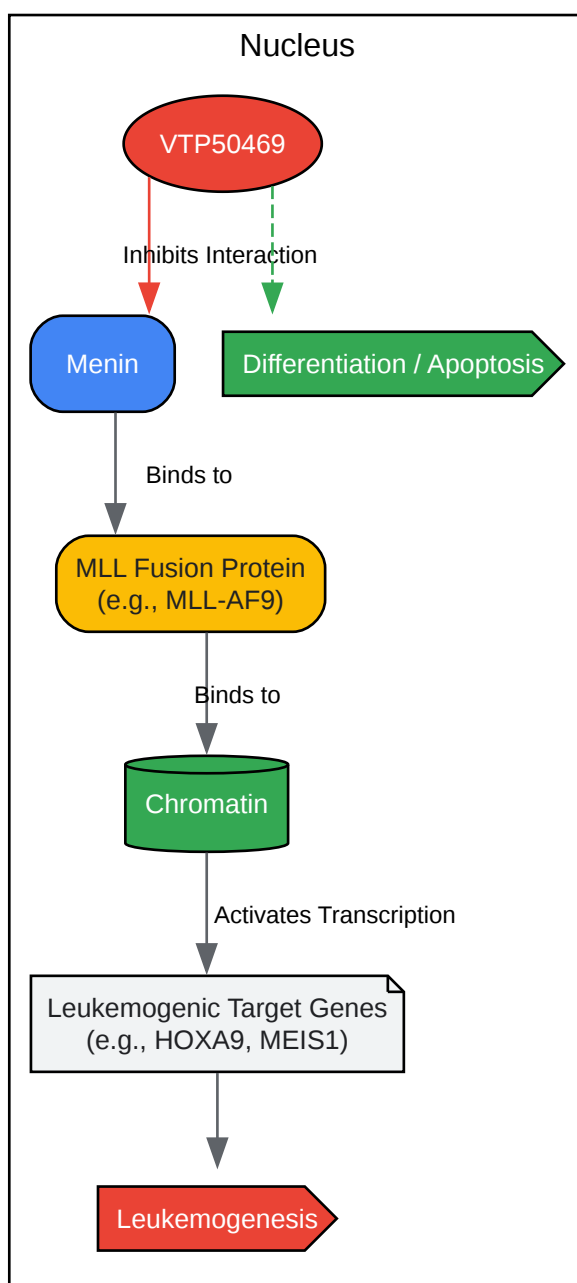 Nucleus
VTP50469
Inhibits Interaction
Menin
Differentiation / Apoptosis
Binds to
MLL Fusion Protein
(e.g., MLL-AF9)
Binds to
Chromatin
Activates Transcription
Leukemogenic Target Genes
(e.g., HOXA9, MEIS1)
Leukemogenesis